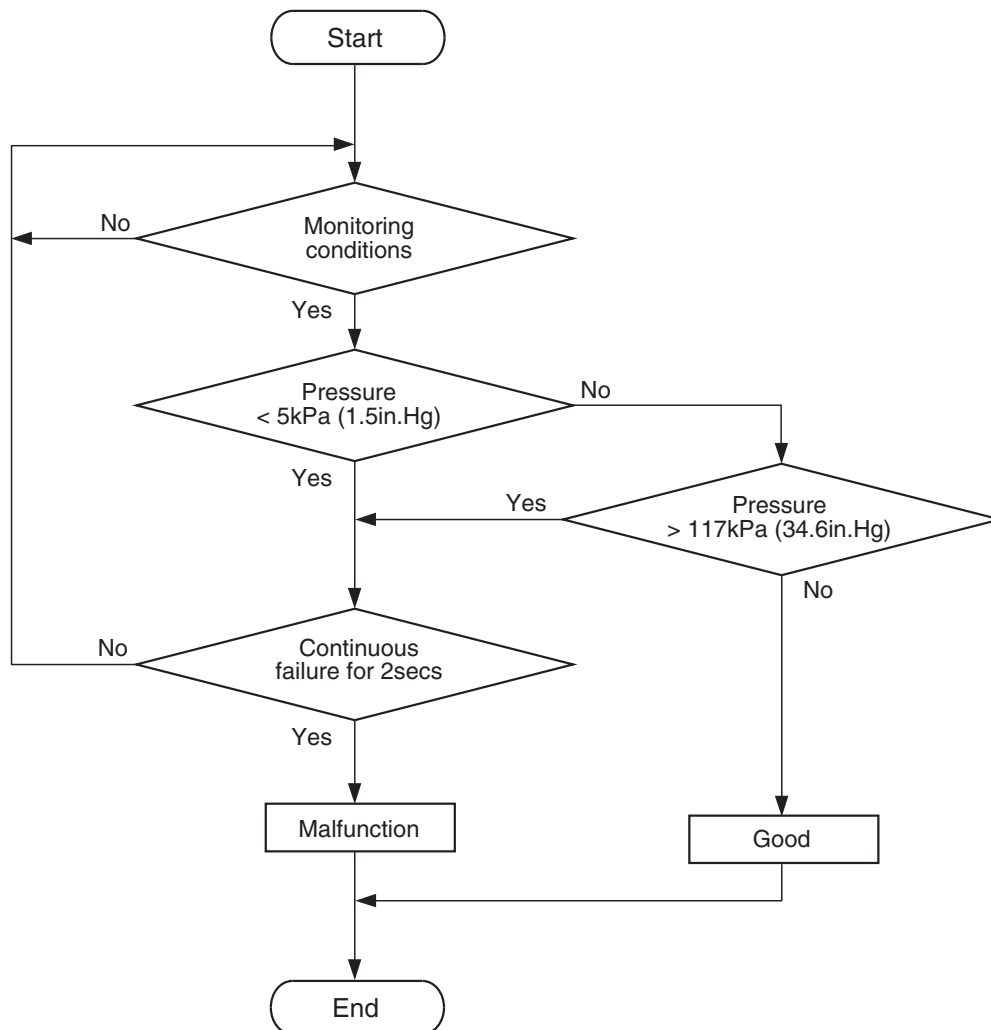 Start
No
Monitoring
conditions
Yes
Pressure
< 5kPa (1.5in.Hg)
No
Yes
Yes
Pressure
> 117kPa (34.6in.Hg)
No
No
Continuous
failure for 2secs
Yes
Malfunction
Good
End